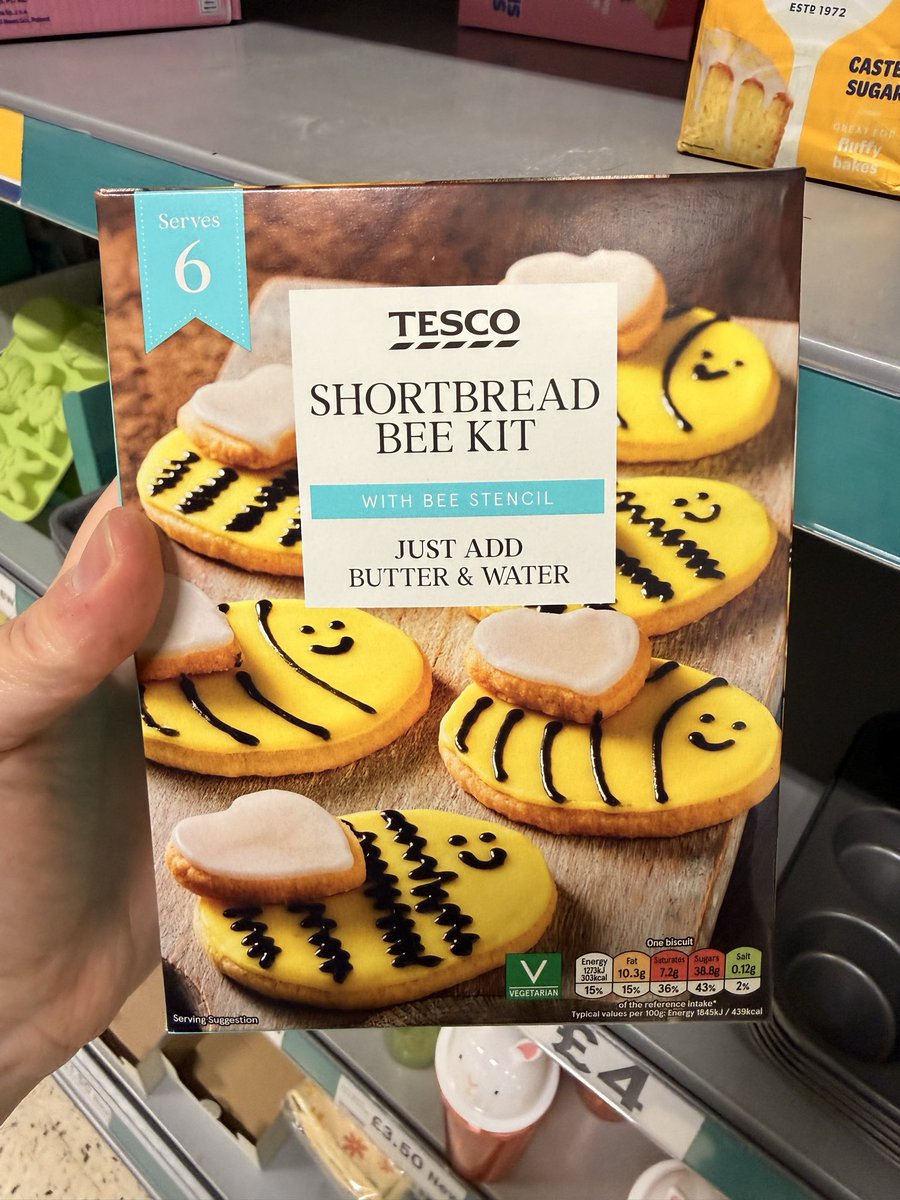 ESTD 1972
CASTE
SUGAR
GREAT FOR
fluffy
bakes
Serves
6
TESCO
SHORTBREAD
BEE KIT
WITH BEE STENCIL
JUST ADD
BUTTER & WATER
V
VEGETARIAN
One biscuit
Energy
1273kJ
303kcal
15%
Fat
10.3g
15%
Saturates
7.2g
36%
Sugars
38.8g
43%
Salt
0.12g
2%
of the reference intake*
Typical values per 100g: Energy 1845kJ / 439kcal
Serving Suggestion
£4
£3.50